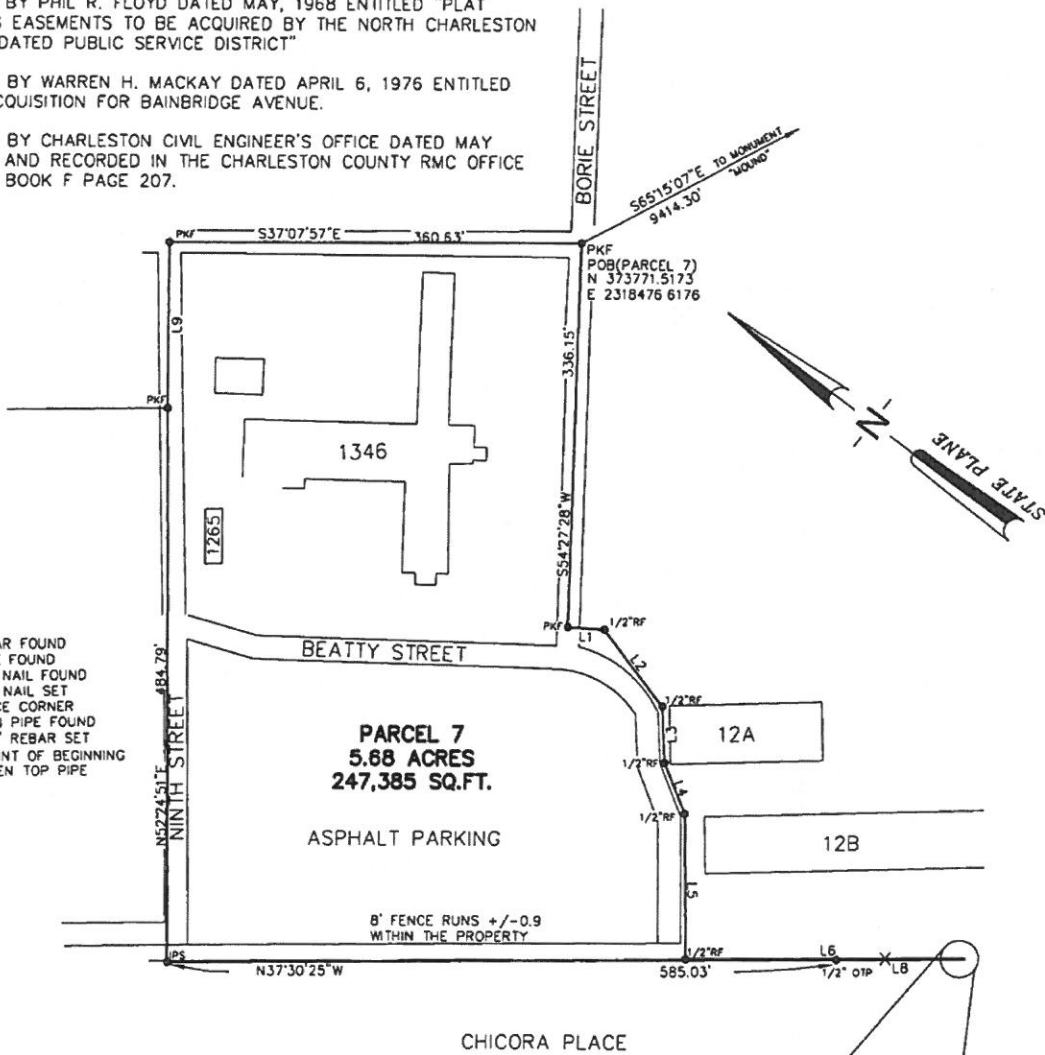 BY PHIL R. FLOYD DATED MAY, 1968 ENTITLED "PLAT
EASEMENTS TO BE ACQUIRED BY THE NORTH CHARLESTON
DATED PUBLIC SERVICE DISTRICT"
BY WARREN H. MACKAY DATED APRIL 6, 1976 ENTITLED
CQUISITION FOR BAINBRIDGE AVENUE.
BY CHARLESTON CIVIL ENGINEER'S OFFICE DATED MAY
AND RECORDED IN THE CHARLESTON COUNTY RMC OFFICE
BOOK F PAGE 207.
BORIE STREET
S65°15'07"E TO MONUMENT
"MOUND"
9414.30'
PKF
S37°07'57"E
360.63'
PKF
POB(PARCEL 7)
N 373771.5173
E 2318476.6176
L9
336.15'
PKF
1346
-N-
STATE PLANE
1265
S54°27'28"W
PKF
L1
1/2"RF
L2
BEATTY STREET
AR FOUND
FOUND
NAIL FOUND
NAIL SET
CE CORNER
PIPE FOUND
REBAR SET
INT OF BEGINNING
EN TOP PIPE
484.79'
N52°24'51"E
NINTH STREET
1/2"RF
L3
12A
PARCEL 7
5.68 ACRES
247,385 SQ.FT.
1/2"RF
L4
1/2"RF
ASPHALT PARKING
12B
L5
8' FENCE RUNS +/-0.9
WITHIN THE PROPERTY
IPS
N37°30'25"W
1/2"RF
585.03'
L6
1/2" OTP
L8
CHICORA PLACE